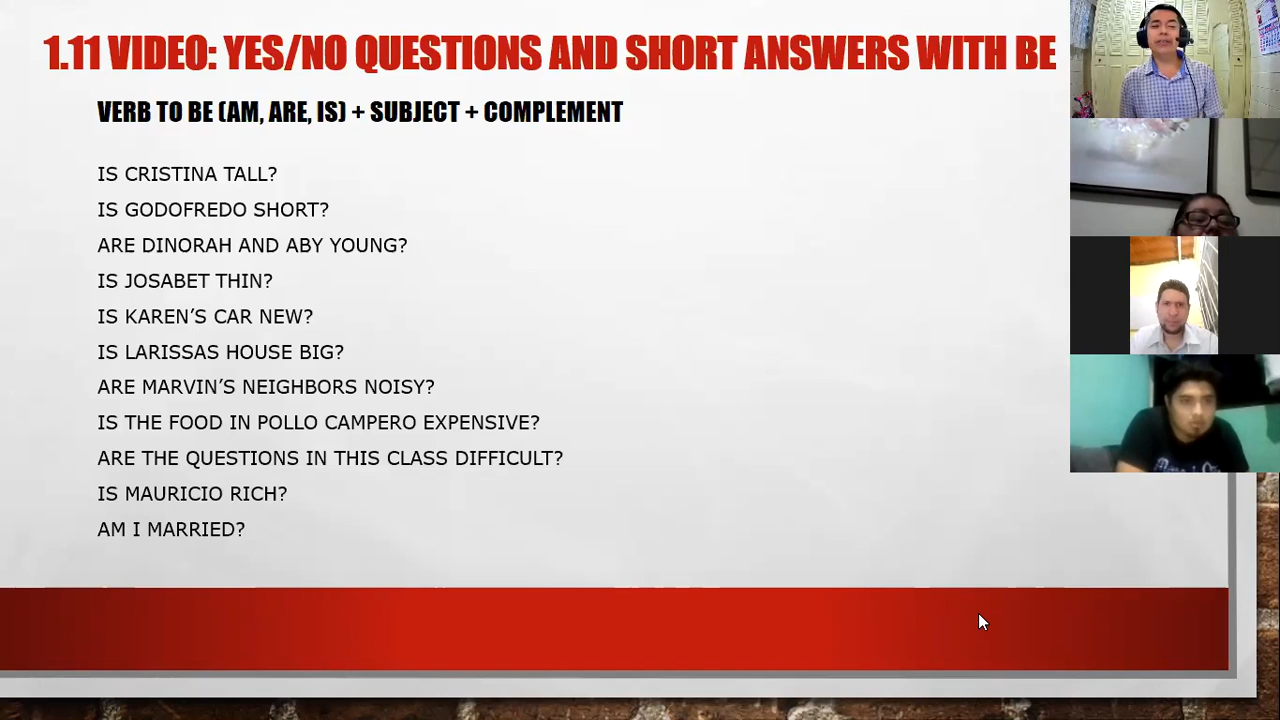 1.11 VIDEO: YES/NO QUESTIONS AND SHORT ANSWERS WITH BE
VERB TO BE (AM, ARE, IS) + SUBJECT + COMPLEMENT
IS CRISTINA TALL?
IS GODOFREDO SHORT?
ARE DINORAH AND ABY YOUNG?
IS JOSABET THIN?
IS KAREN’S CAR NEW?
IS LARISSAS HOUSE BIG?
ARE MARVIN’S NEIGHBORS NOISY?
IS THE FOOD IN POLLO CAMPERO EXPENSIVE?
ARE THE QUESTIONS IN THIS CLASS DIFFICULT?
IS MAURICIO RICH?
AM I MARRIED?